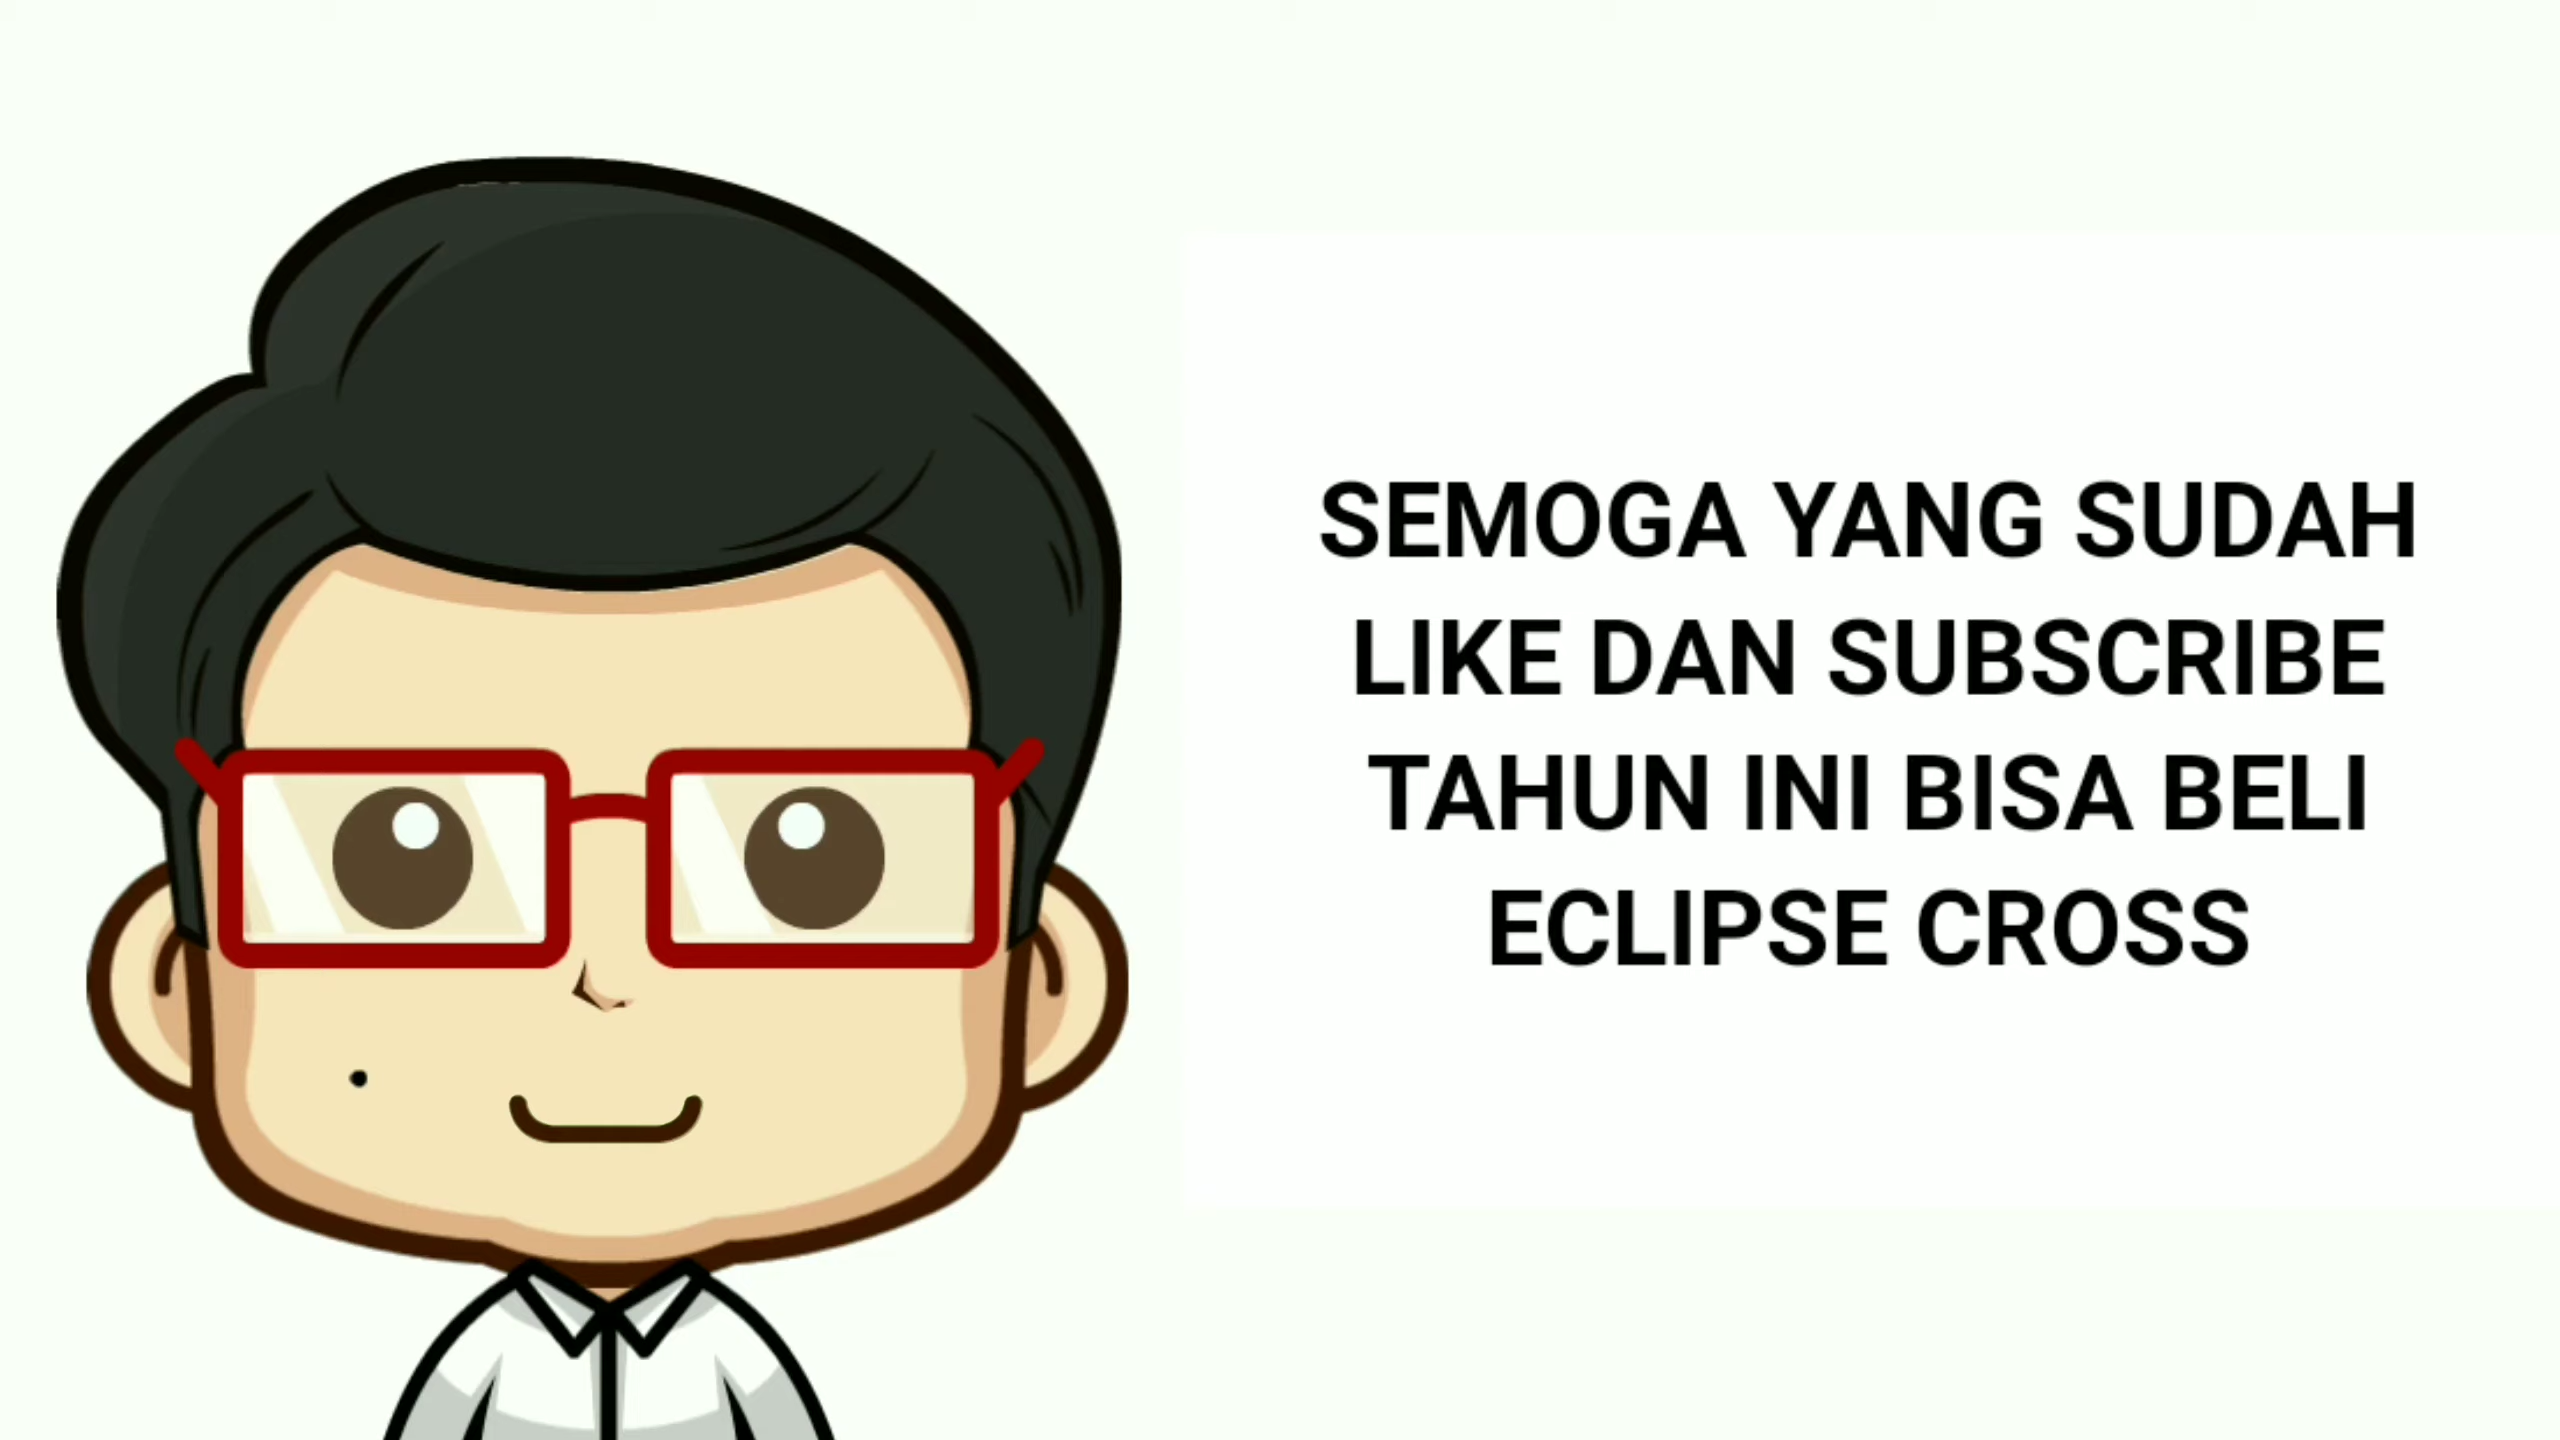 SEMOGA YANG SUDAH
LIKE DAN SUBSCRIBE
TAHUN INI BISA BELI
ECLIPSE CROSS